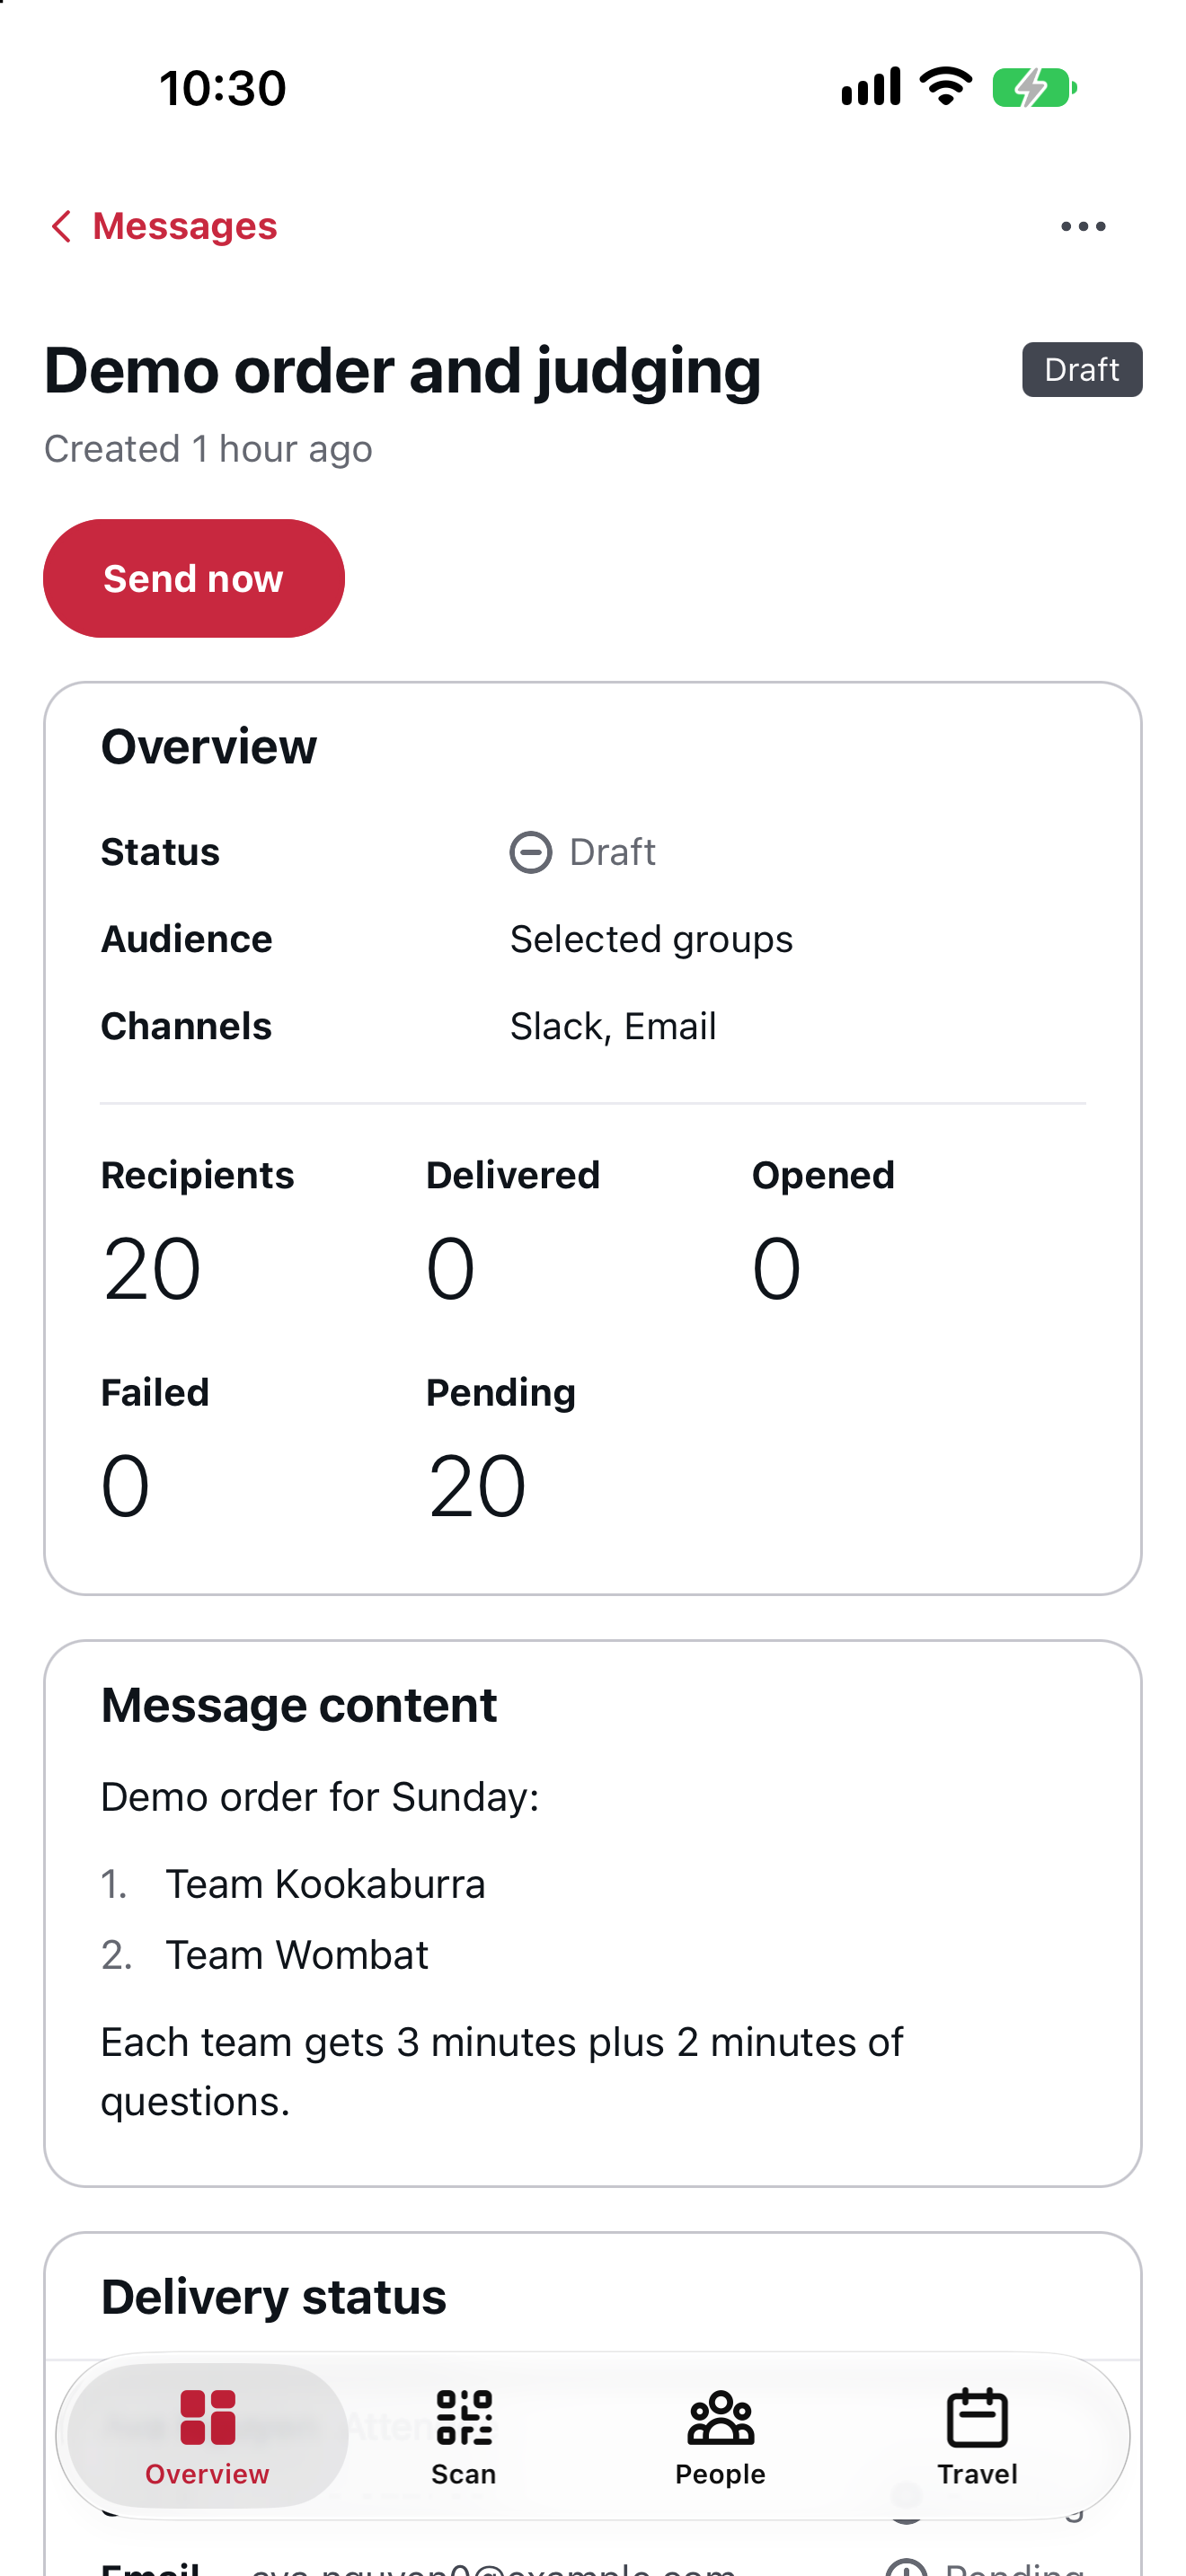 10:30
Messages
Demo order and judging
Draft
Created 1 hour ago
Send now
Overview
Status
Draft
Audience
Selected groups
Channels
Slack, Email
Recipients
Delivered
Opened
20
0
0
Failed
Pending
0
20
Message content
Demo order for Sunday:
1. Team Kookaburra
2. Team Wombat
Each team gets 3 minutes plus 2 minutes of
questions.
Delivery status
Overview
Scan
People
Travel
Email
Pending